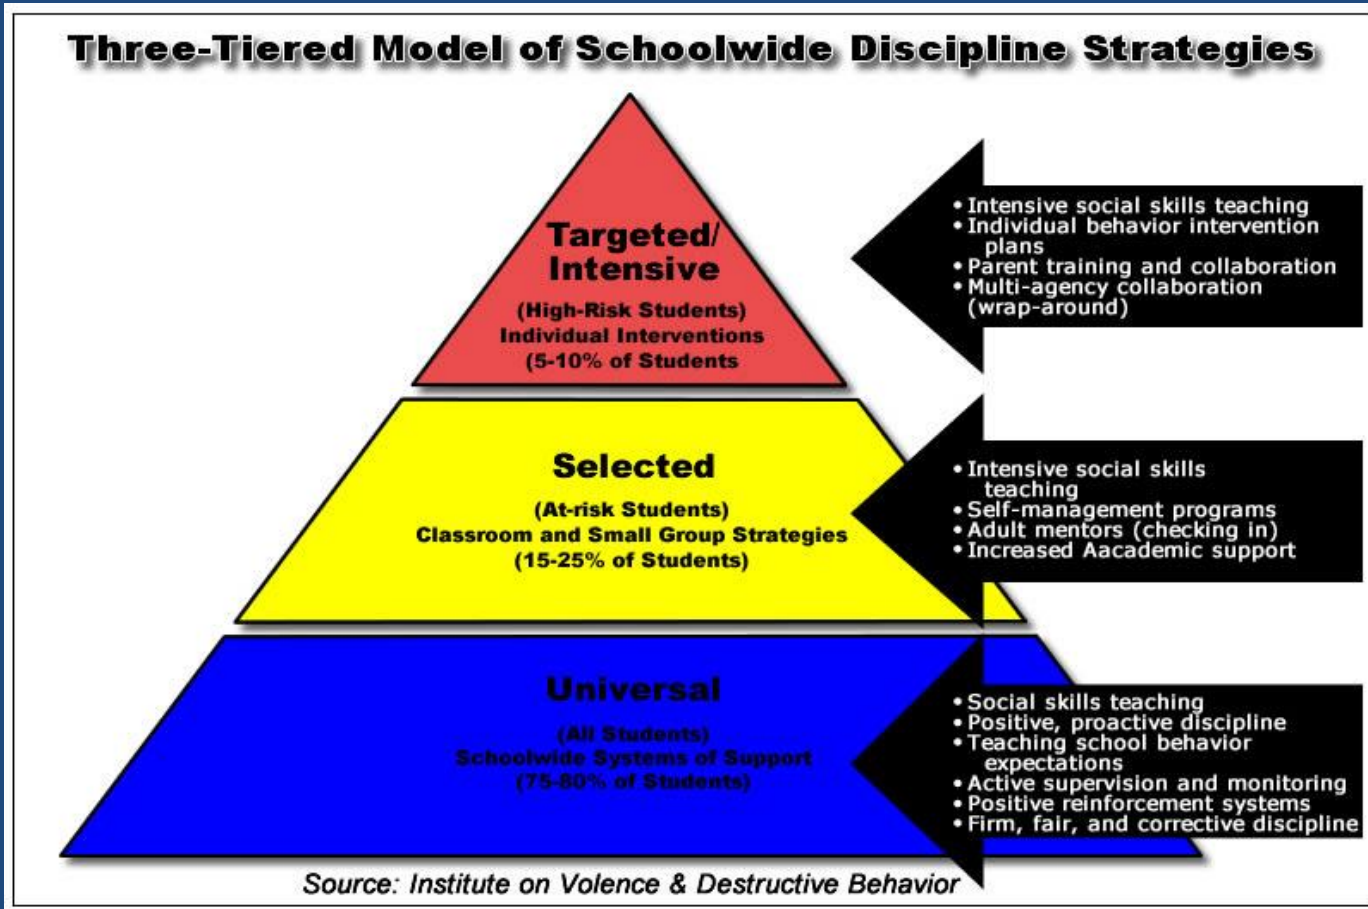 Three-Tiered Model of Schoolwide Discipline Strategies
Targeted/
Intensive
(High-Risk Students)
Individual Interventions
(5-10% of Students
• Intensive social skills teaching
• Individual behavior intervention
plans
• Parent training and collaboration
• Multi-agency collaboration
(wrap-around)
Selected
(At-risk Students)
Classroom and Small Group Strategies
(15-25% of Students)
• Intensive social skills
teaching
• Self-management programs
• Adult mentors (checking in)
• Increased Aacademic support
Universal
(All Students)
Schoolwide Systems of Support
(75-80% of Students)
• Social skills teaching
• Positive, proactive discipline
• Teaching school behavior
expectations
• Active supervision and monitoring
• Positive reinforcement systems
• Firm, fair, and corrective discipline
Source: Institute on Volence & Destructive Behavior